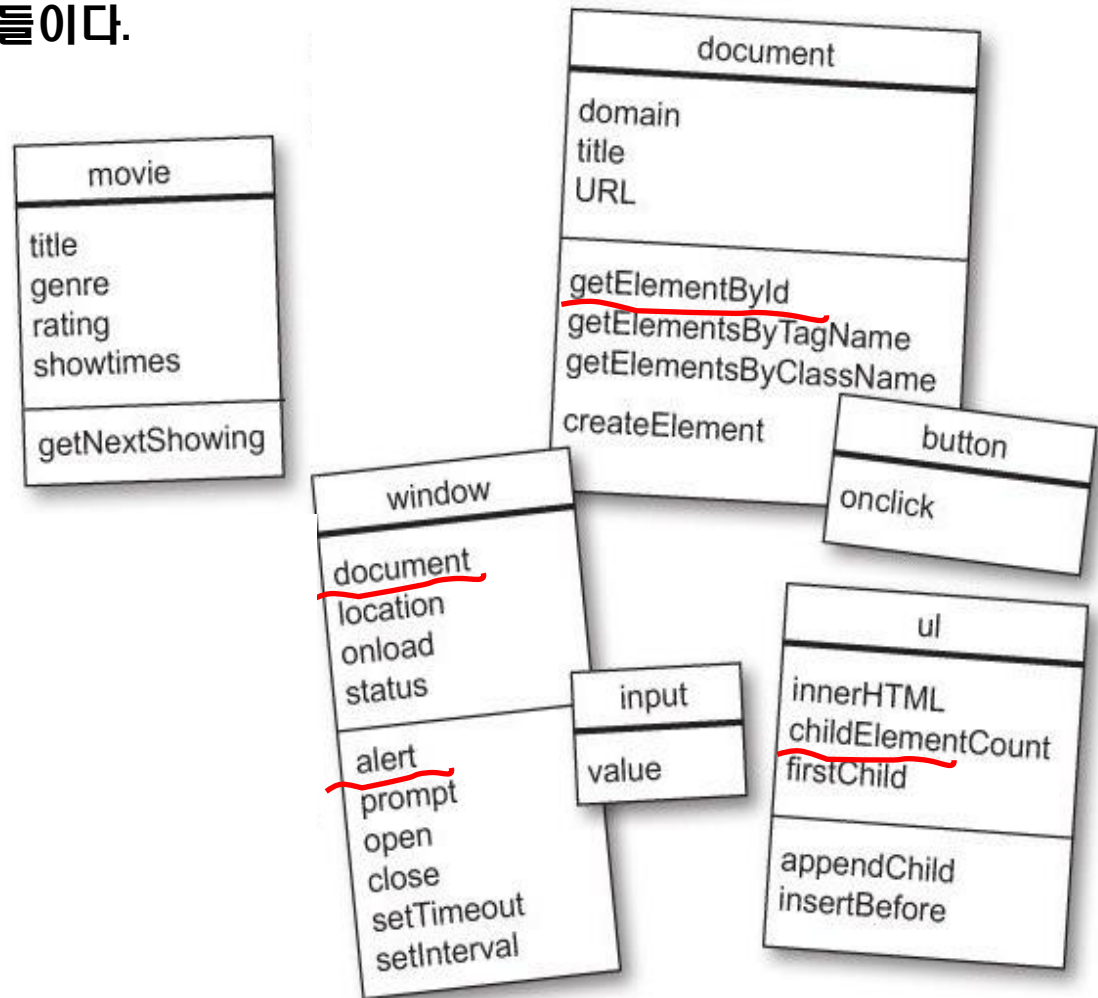 들이다.
document
domain
title
URL
getElementById
getElementsByTagName
getElementsByClassName
createElement
movie
title
genre
rating
showtimes
getNextShowing
button
onclick
window
document
location
onload
status
alert
prompt
open
close
setTimeout
setInterval
input
value
ul
innerHTML
childElementCount
firstChild
appendChild
insertBefore